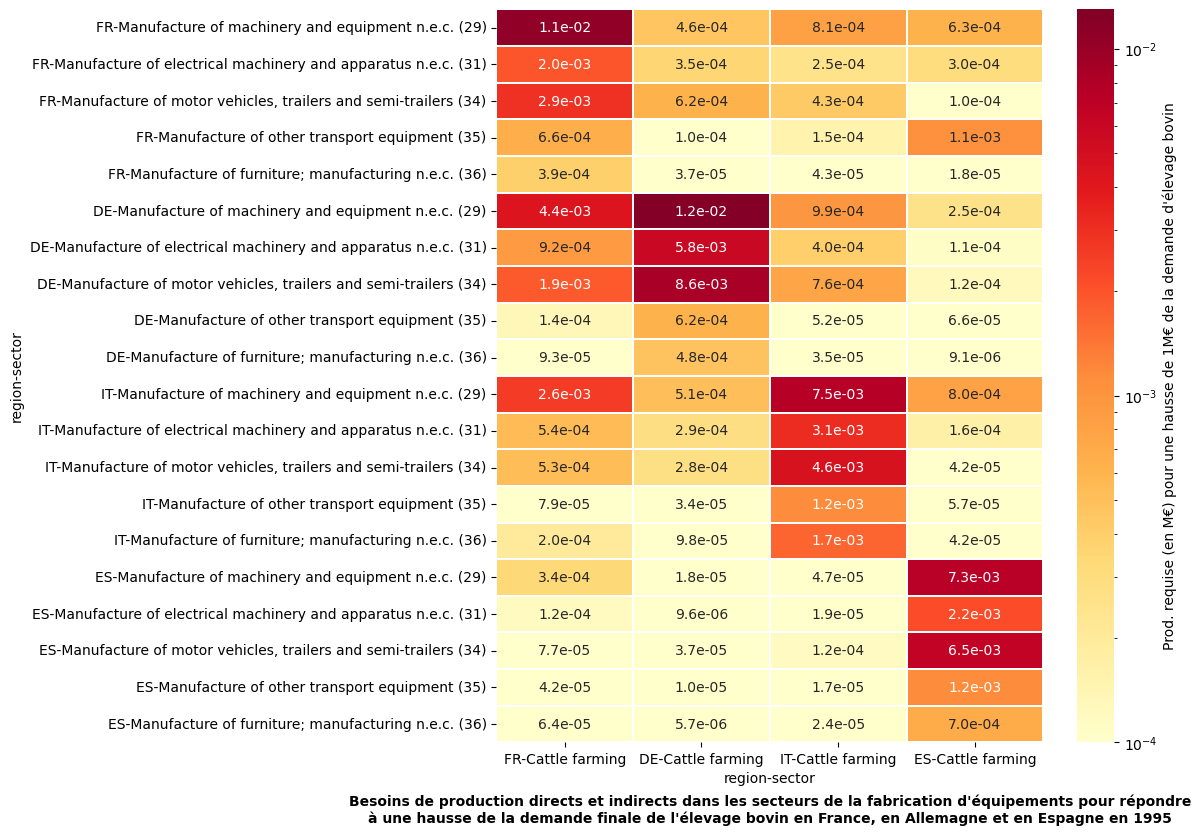 FR-Manufacture of machinery and equipment n.e.c. (29) 1.1e-02 4.6e-04 8.1e-04 6.3e-04
FR-Manufacture of electrical machinery and apparatus n.e.c. (31) 2.0e-03 3.5e-04 2.5e-04 3.0e-04
FR-Manufacture of motor vehicles, trailers and semi-trailers (34) 2.9e-03 6.2e-04 4.3e-04 1.0e-04
FR-Manufacture of other transport equipment (35) 6.6e-04 1.0e-04 1.5e-04 1.1e-03
FR-Manufacture of furniture; manufacturing n.e.c. (36) 3.9e-04 3.7e-05 4.3e-05 1.8e-05
DE-Manufacture of machinery and equipment n.e.c. (29) 4.4e-03 1.2e-02 9.9e-04 2.5e-04
DE-Manufacture of electrical machinery and apparatus n.e.c. (31) 9.2e-04 5.8e-03 4.0e-04 1.1e-04
DE-Manufacture of motor vehicles, trailers and semi-trailers (34) 1.9e-03 8.6e-03 7.6e-04 1.2e-04
DE-Manufacture of other transport equipment (35) 1.4e-04 6.2e-04 5.2e-05 6.6e-05
DE-Manufacture of furniture; manufacturing n.e.c. (36) 9.3e-05 4.8e-04 3.5e-05 9.1e-06
IT-Manufacture of machinery and equipment n.e.c. (29) 2.6e-03 5.1e-04 7.5e-03 8.0e-04
IT-Manufacture of electrical machinery and apparatus n.e.c. (31) 5.4e-04 2.9e-04 3.1e-03 1.6e-04
IT-Manufacture of motor vehicles, trailers and semi-trailers (34) 5.3e-04 2.8e-04 4.6e-03 4.2e-05
IT-Manufacture of other transport equipment (35) 7.9e-05 3.4e-05 1.2e-03 5.7e-05
IT-Manufacture of furniture; manufacturing n.e.c. (36) 2.0e-04 9.8e-05 1.7e-03 4.2e-05
ES-Manufacture of machinery and equipment n.e.c. (29) 3.4e-04 1.8e-05 4.7e-05 7.3e-03
ES-Manufacture of electrical machinery and apparatus n.e.c. (31) 1.2e-04 9.6e-06 1.9e-05 2.2e-03
ES-Manufacture of motor vehicles, trailers and semi-trailers (34) 7.7e-05 3.7e-05 1.2e-04 6.5e-03
ES-Manufacture of other transport equipment (35) 4.2e-05 1.0e-05 1.7e-05 1.2e-03
ES-Manufacture of furniture; manufacturing n.e.c. (36) 6.4e-05 5.7e-06 2.4e-05 7.0e-04
region-sector
FR-Cattle farming DE-Cattle farming IT-Cattle farming ES-Cattle farming
region-sector
10⁻²
10⁻³
10⁻⁴
Prod. requise (en M€) pour une hausse de 1M€ de la demande d'élevage bovin
Besoins de production directs et indirects dans les secteurs de la fabrication d'équipements pour répondre
à une hausse de la demande finale de l'élevage bovin en France, en Allemagne et en Espagne en 1995